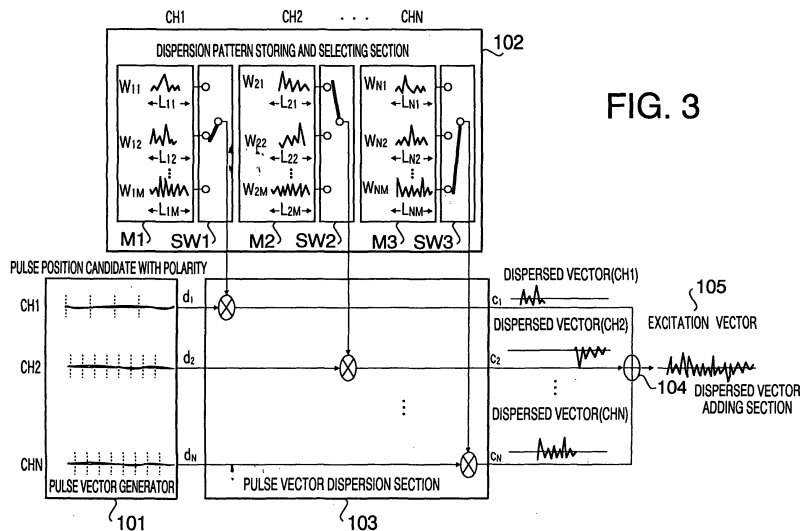 CH1 CH2 · · · CHN
102
DISPERSION PATTERN STORING AND SELECTING SECTION
FIG. 3
W11 W21 WN1
L11 L21 LN1
W12 W22 WN2
L12 L22 LN2
W1M W2M WNM
L1M L2M LNM
M1 SW1 M2 SW2 M3 SW3
PULSE POSITION CANDIDATE WITH POLARITY
DISPERSED VECTOR(CH1)
CH1 d1 c1
105
DISPERSED VECTOR(CH2)
EXCITATION VECTOR
CH2 d2 c2
104
DISPERSED VECTOR
ADDING SECTION
DISPERSED VECTOR(CHN)
CHN dN cN
PULSE VECTOR GENERATOR
PULSE VECTOR DISPERSION SECTION
101
103